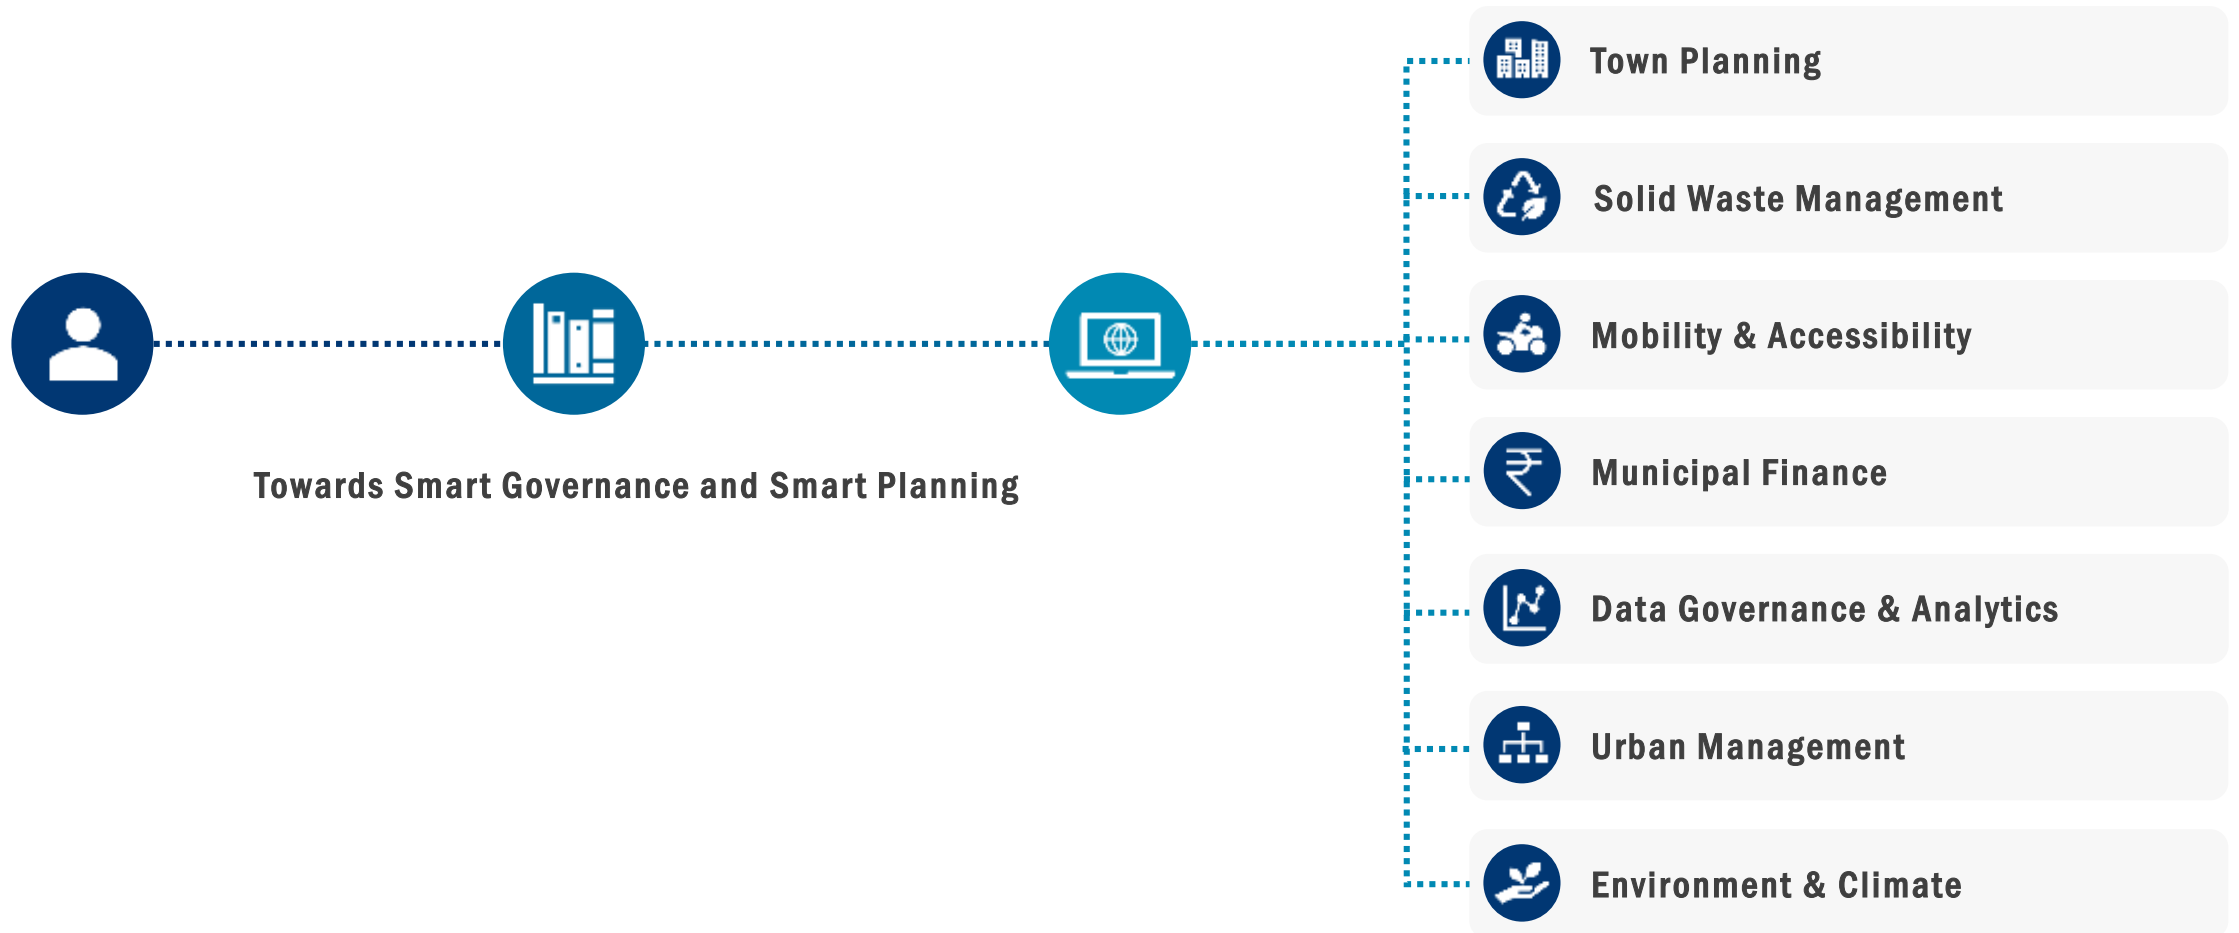 Town Planning
Solid Waste Management
Mobility & Accessibility
Towards Smart Governance and Smart Planning
Municipal Finance
Data Governance & Analytics
Urban Management
Environment & Climate